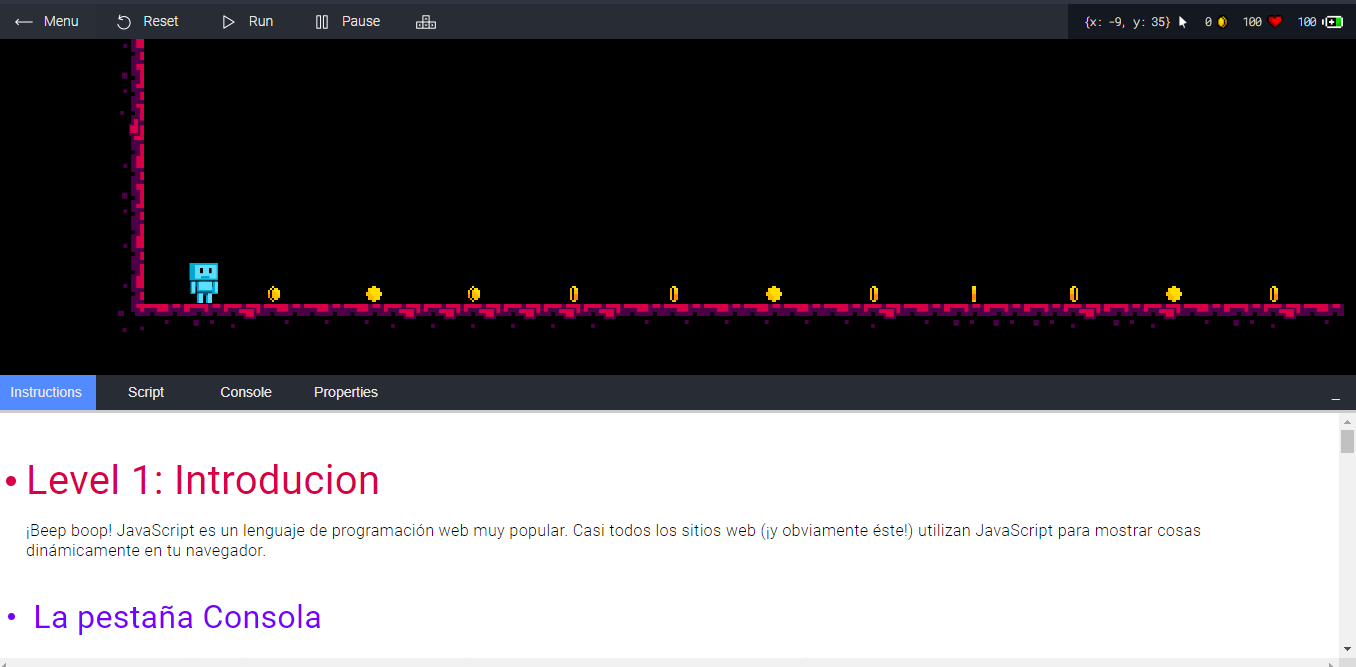 Menu Reset Run Pause {x: -9, y: 35} 0 100 100
Instructions Script Console Properties
Level 1: Introducion
¡Beep boop! JavaScript es un lenguaje de programación web muy popular. Casi todos los sitios web (¡y obviamente éste!) utilizan JavaScript para mostrar cosas
dinámicamente en tu navegador.
La pestaña Consola